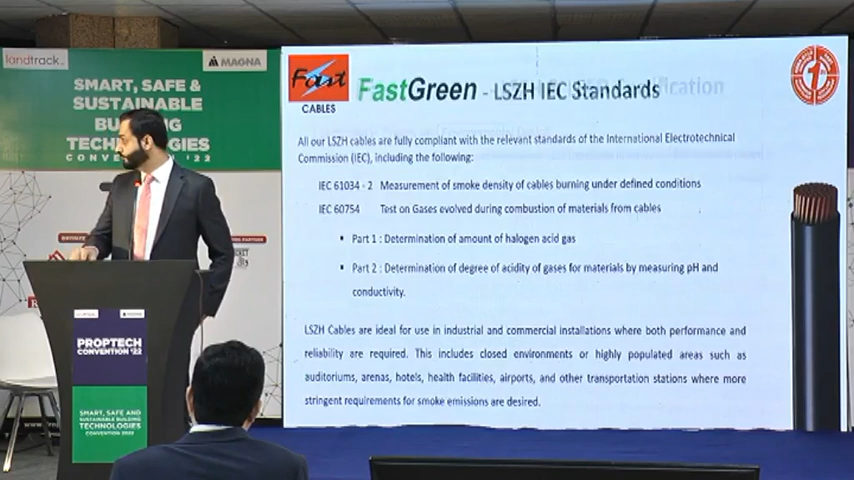 landtrack
MAGNA
SMART, SAFE &
SUSTAINABLE
BUILDING
TECHNOLOGIES
CONVENTION '22
Fast
CABLES
FastGreen - LSZH IEC Standards
All our LSZH cables are fully compliant with the relevant standards of the International Electrotechnical
Commission (IEC), including the following:
IEC 61034 - 2 Measurement of smoke density of cables burning under defined conditions
IEC 60754 Test on Gases evolved during combustion of materials from cables
▪ Part 1 : Determination of amount of halogen acid gas
▪ Part 2 : Determination of degree of acidity of gases for materials by measuring pH and
conductivity.
LSZH Cables are ideal for use in industrial and commercial installations where both performance and
reliability are required. This includes closed environments or highly populated areas such as
auditoriums, arenas, hotels, health facilities, airports, and other transportation stations where more
stringent requirements for smoke emissions are desired.
PROPTECH
CONVENTION '22
SMART, SAFE AND
SUSTAINABLE BUILDING
TECHNOLOGIES
CONVENTION 2022